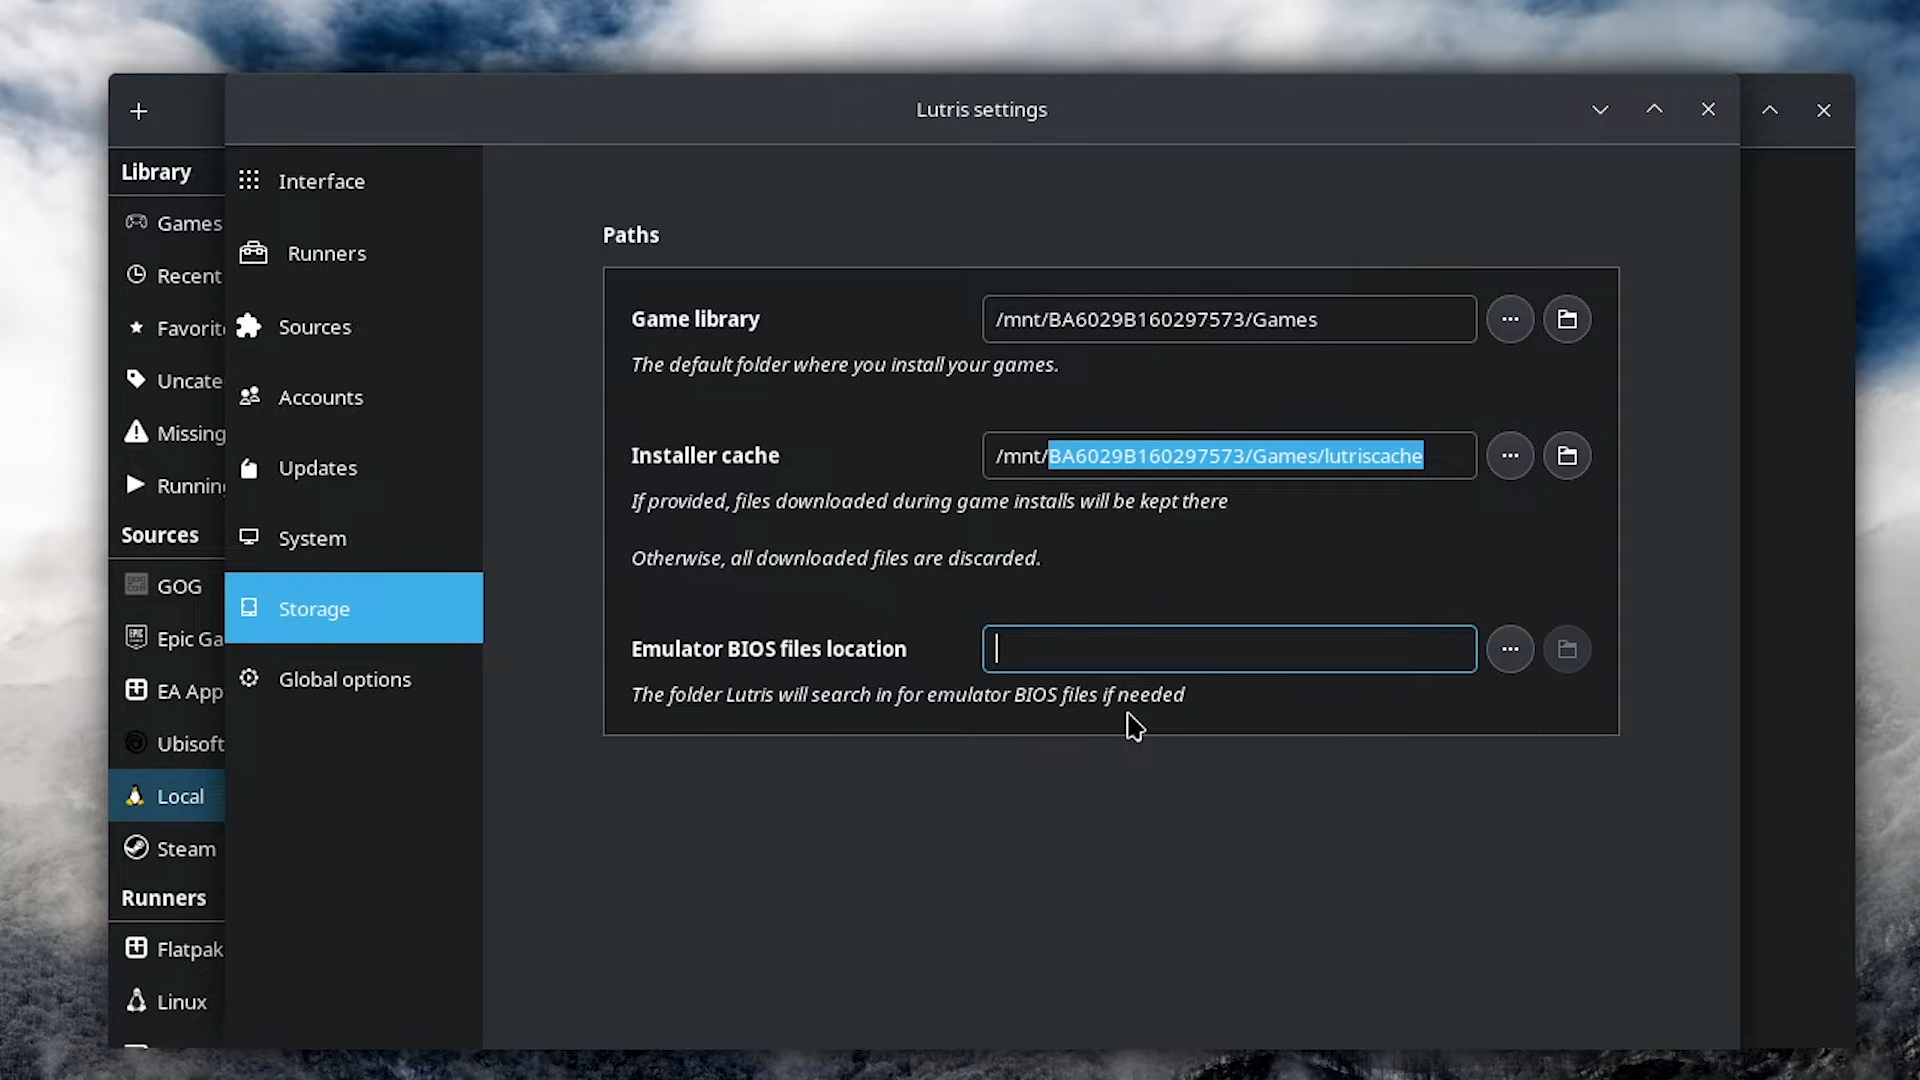 Lutris settings
Library
Games
Recent
Favorit
Uncate
Missing
Running
Sources
GOG
Epic Ga
EA App
Ubisoft
Local
Steam
Runners
Flatpak
Linux
Interface
Runners
Sources
Accounts
Updates
System
Storage
Global options
Paths
Game library
/mnt/BA6029B160297573/Games
The default folder where you install your games.
Installer cache
/mnt/BA6029B160297573/Games/lutriscache
If provided, files downloaded during game installs will be kept there
Otherwise, all downloaded files are discarded.
Emulator BIOS files location
The folder Lutris will search in for emulator BIOS files if needed